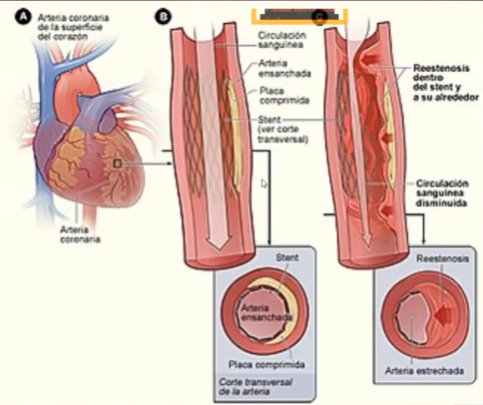 A
Arteria coronaria
de la superficie
del corazón
Arteria
coronaria
B
Circulación
sanguínea
Arteria
ensanchada
Placa
comprimida
Stent
(ver corte
transversal)
Stent
Arteria
ensanchada
Placa comprimida
Corte transversal
de la arteria
C
Reestenosis
dentro
del stent y
a su alrededor
Circulación
sanguínea
disminuida
Reestenosis
Arteria estrechada